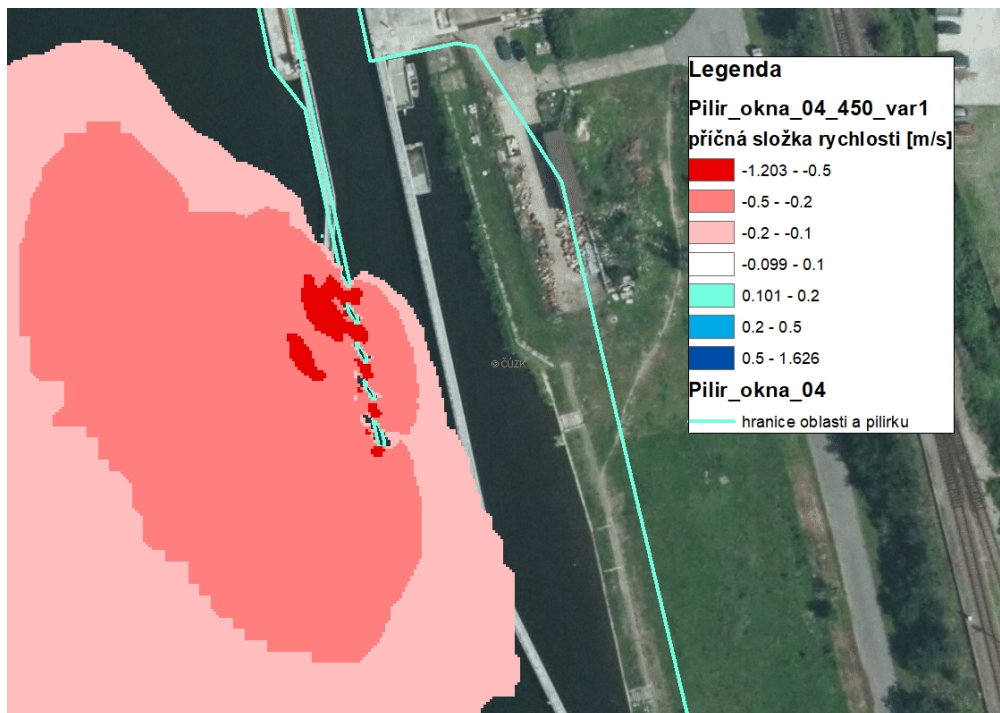 Legenda
Pilir_okna_04_450_var1
příčná složka rychlosti [m/s]
-1.203 - -0.5
-0.5 - -0.2
-0.2 - -0.1
-0.099 - 0.1
0.101 - 0.2
0.2 - 0.5
0.5 - 1.626
Pilir_okna_04
hranice oblasti a pilirku
© ČÚZK